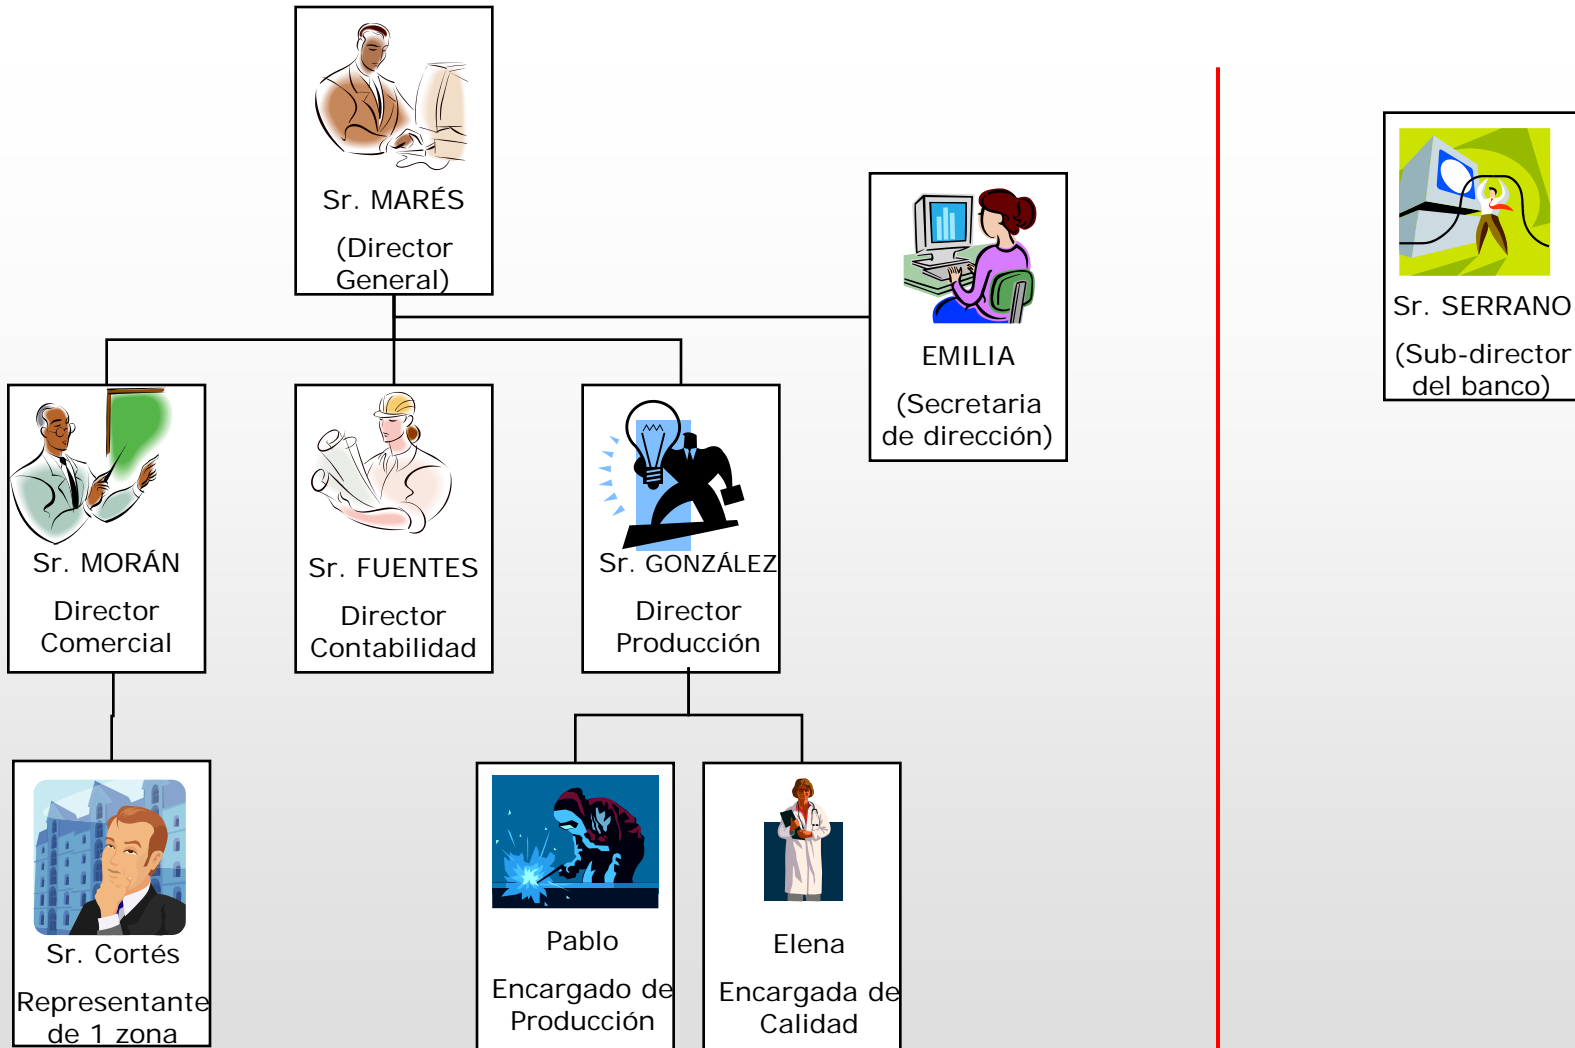 Sr. MARÉS
(Director
General)
EMILIA
(Secretaria
de dirección)
Sr. SERRANO
(Sub-director
del banco)
Sr. MORÁN
Director
Comercial
Sr. FUENTES
Director
Contabilidad
Sr. GONZÁLEZ
Director
Producción
Sr. Cortés
Representante
de 1 zona
Pablo
Encargado de
Producción
Elena
Encargada de
Calidad